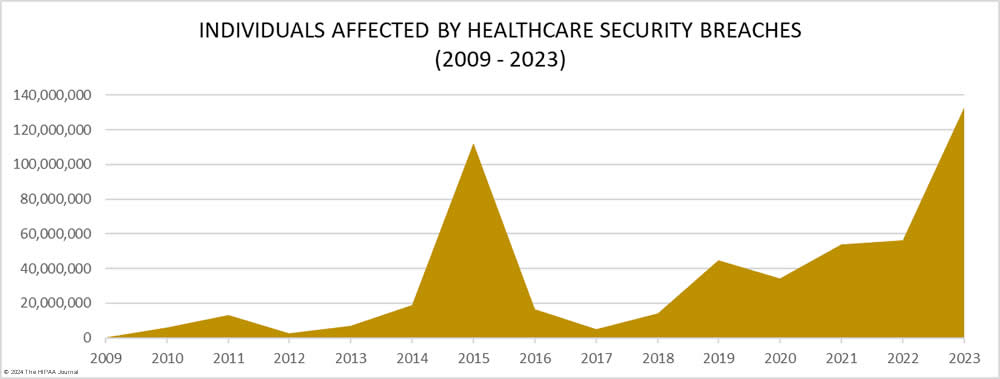 INDIVIDUALS AFFECTED BY HEALTHCARE SECURITY BREACHES
(2009 - 2023)
140,000,000
120,000,000
100,000,000
80,000,000
60,000,000
40,000,000
20,000,000
0
2009 2010 2011 2012 2013 2014 2015 2016 2017 2018 2019 2020 2021 2022 2023
© 2024 The HIPAA Journal